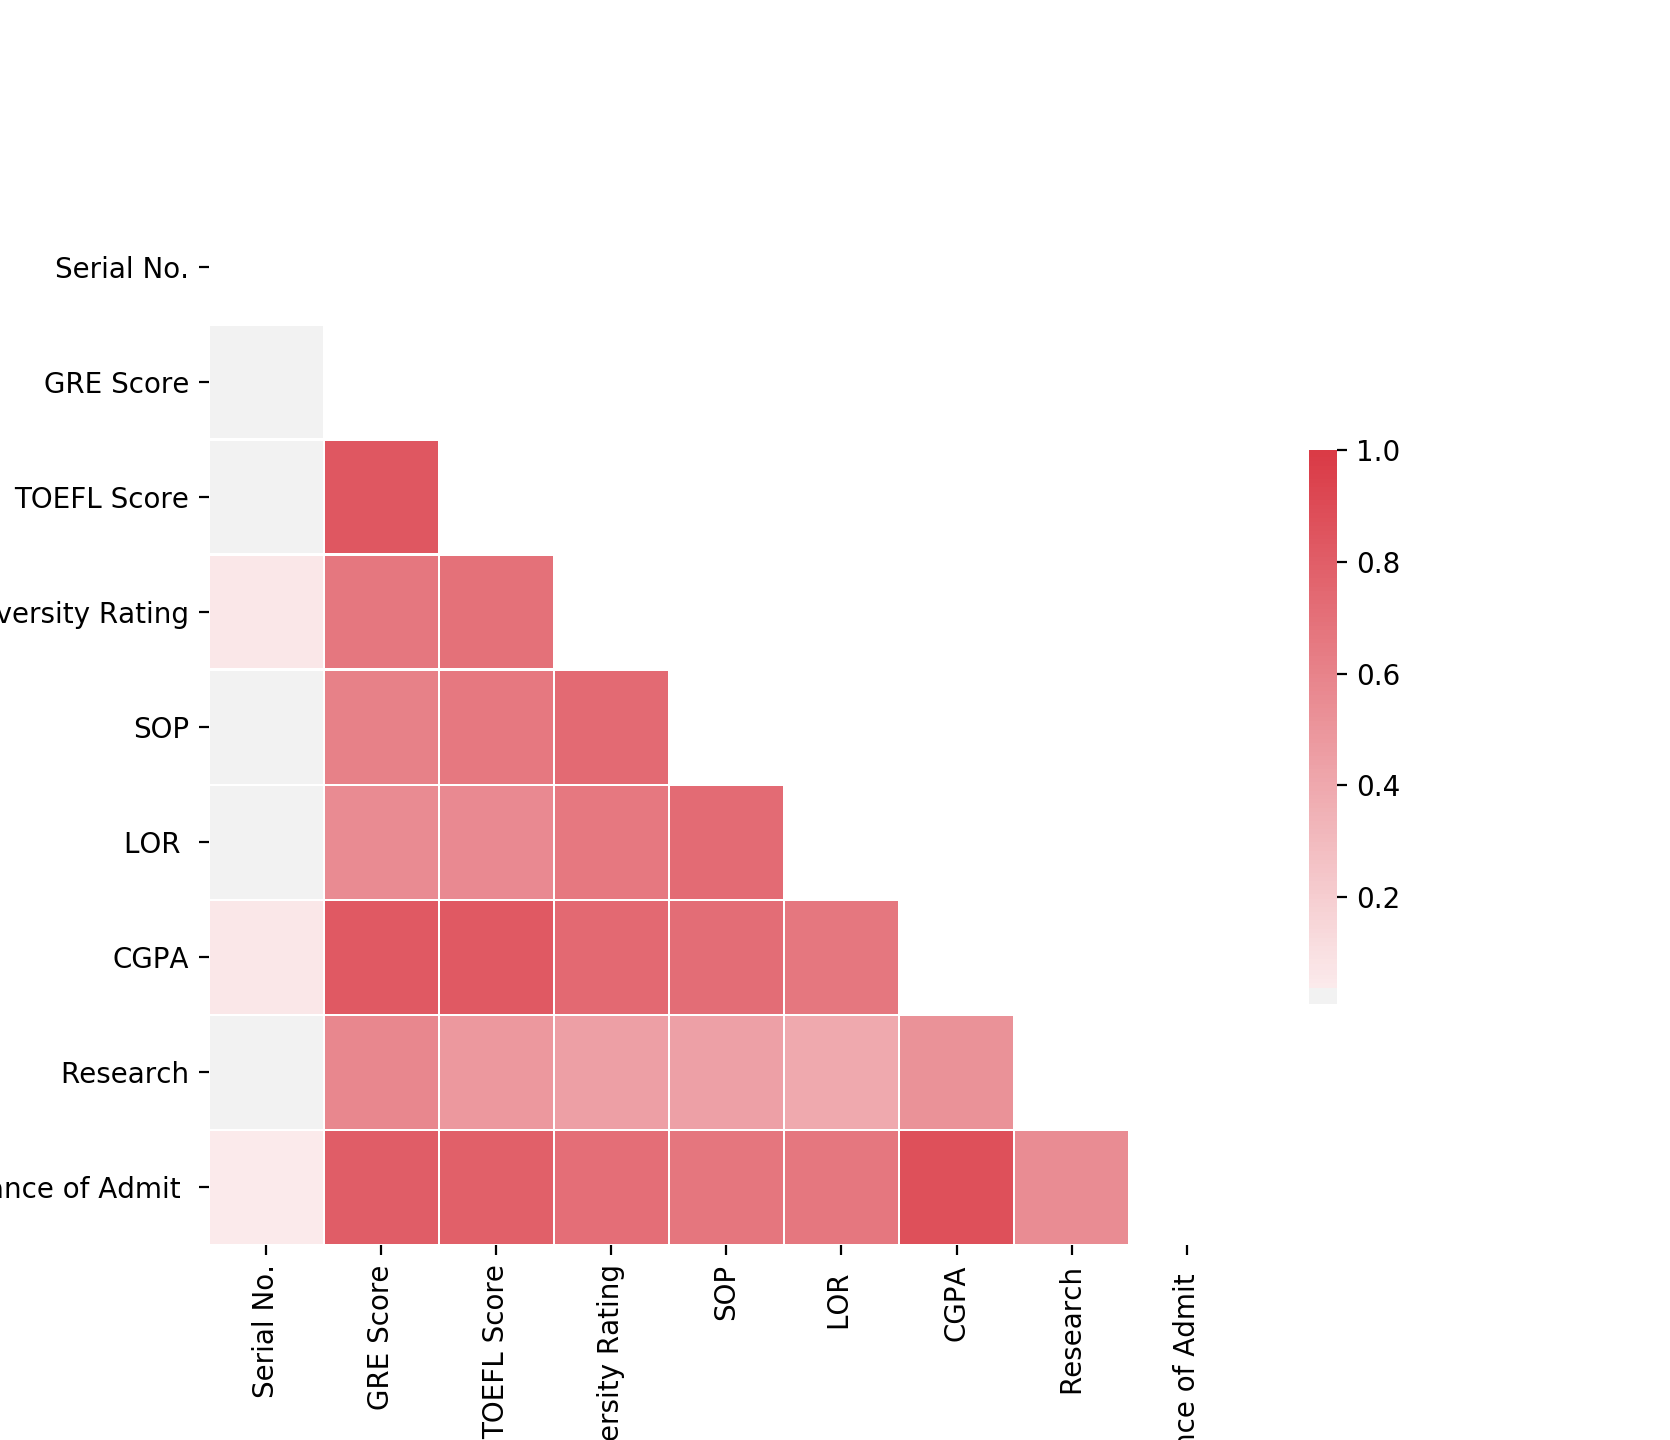 Serial No.
GRE Score
TOEFL Score
versity Rating
SOP
LOR
CGPA
Research
ance of Admit
Serial No.
GRE Score
TOEFL Score
ersity Rating
SOP
LOR
CGPA
Research
nce of Admit
1.0
0.8
0.6
0.4
0.2